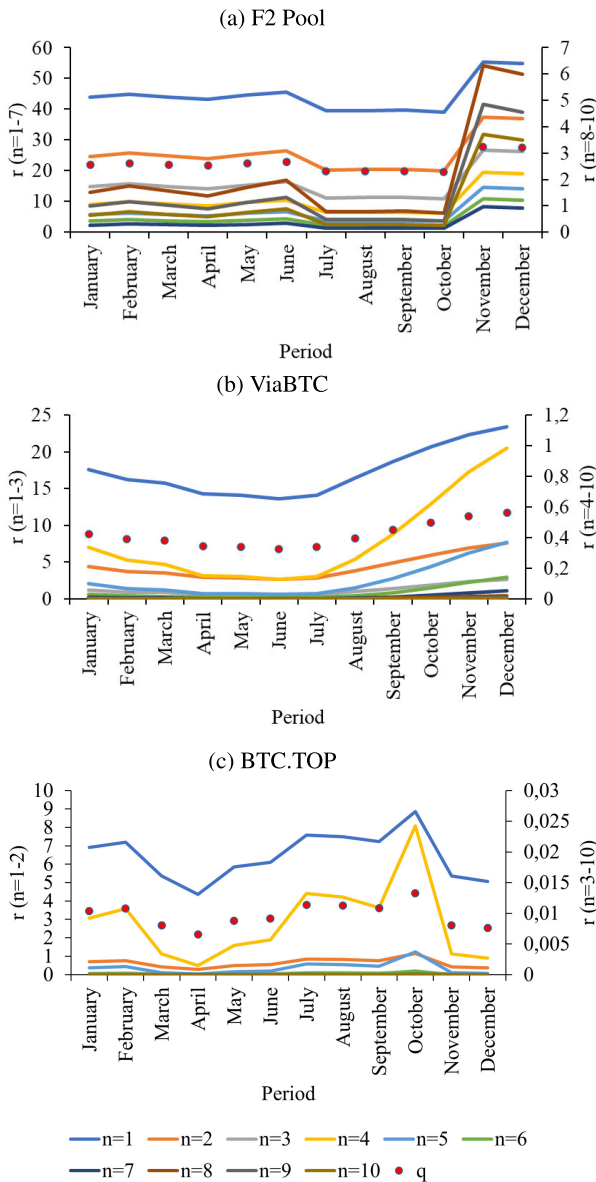 (a) F2 Pool
60 7
50 6
40 5
30 4
20 3
10 2
0 1
0
r (n=1-7)
r (n=8-10)
January February March April May June July August September October November December
Period
(b) ViaBTC
25 1,2
20 1
15 0,8
10 0,6
5 0,4
0 0,2
0
r (n=1-3)
r (n=4-10)
January February March April May June July August September October November December
Period
(c) BTC.TOP
10 0,03
9 0,025
8
7 0,02
6
5 0,015
4
3 0,01
2 0,005
1
0 0
r (n=1-2)
r (n=3-10)
January February March April May June July August September October November December
Period
n=1 n=2 n=3 n=4 n=5 n=6
n=7 n=8 n=9 n=10 q